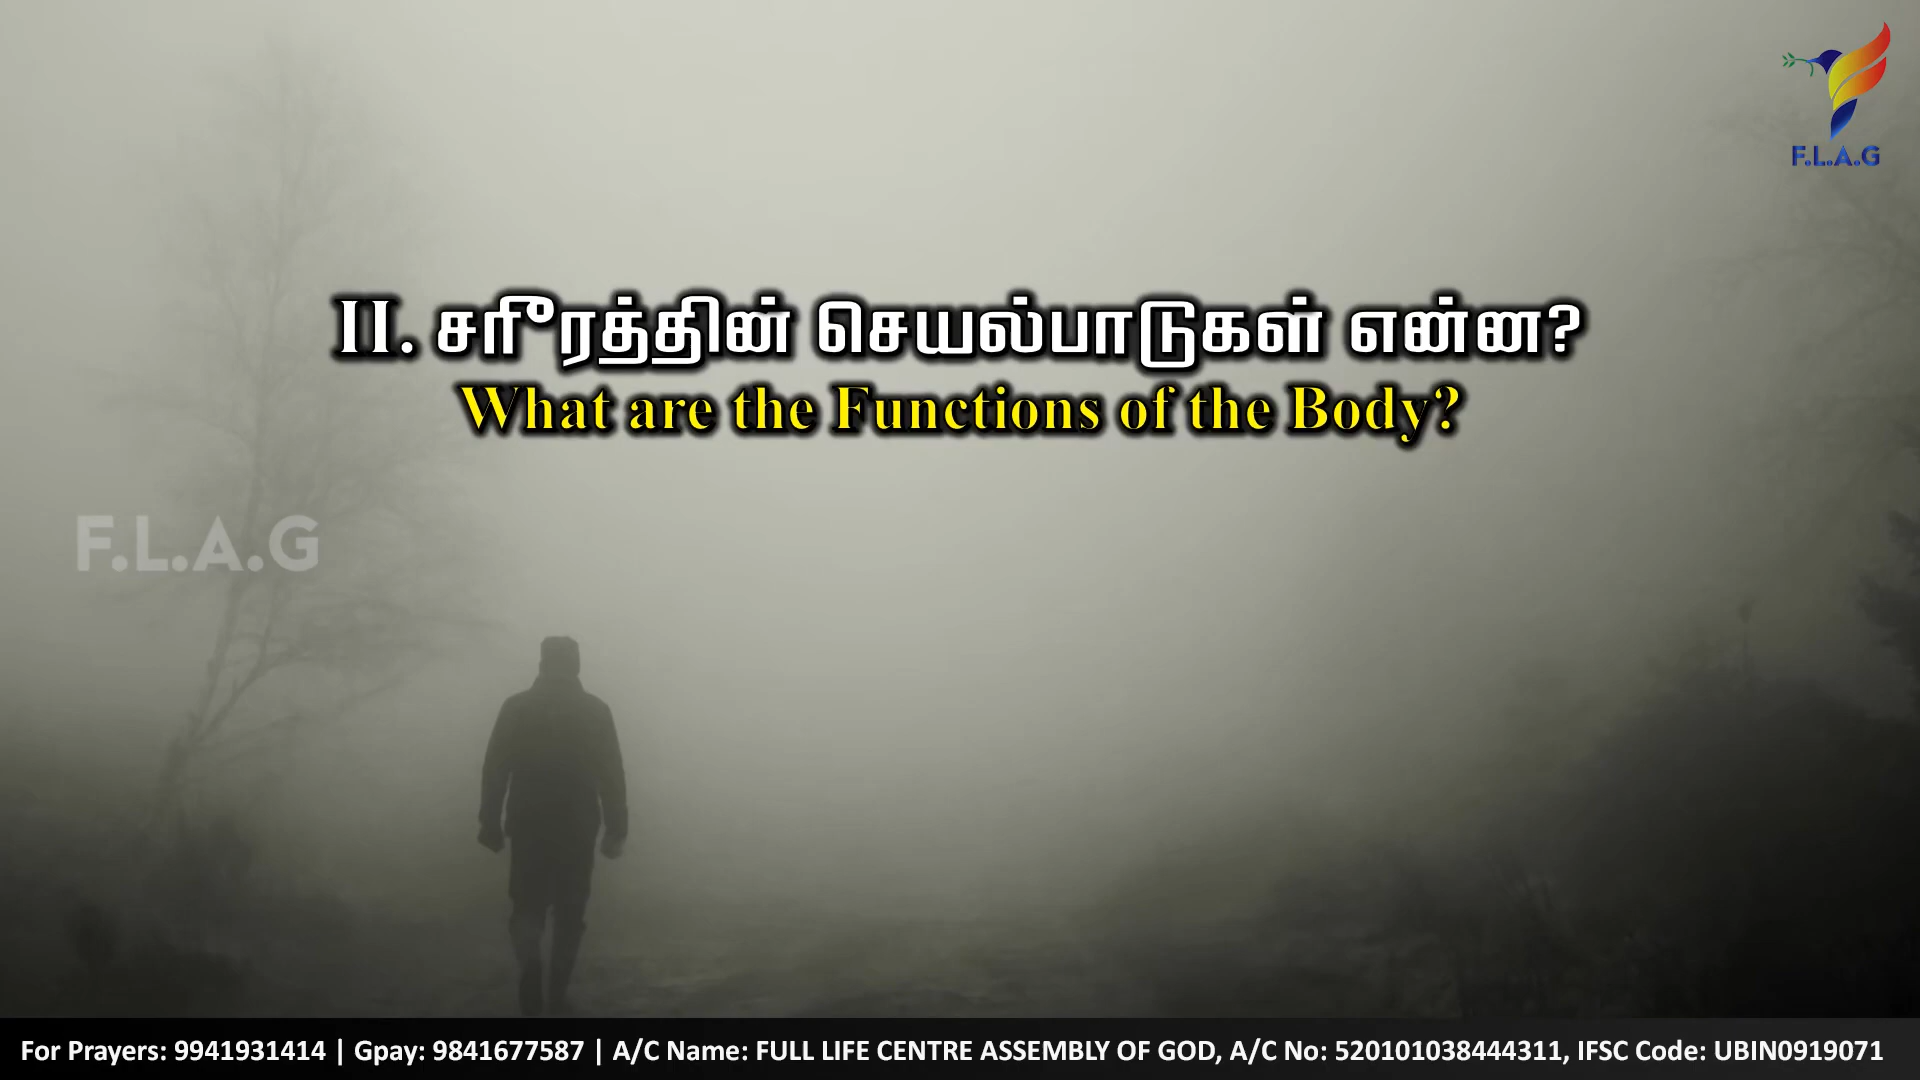 F.L.A.G
II. சரீரத்தின் செயல்பாடுகள் என்ன?
What are the Functions of the Body?
F.L.A.G
For Prayers: 9941931414 | Gpay: 9841677587 | A/C Name: FULL LIFE CENTRE ASSEMBLY OF GOD, A/C No: 520101038444311, IFSC Code: UBIN0919071